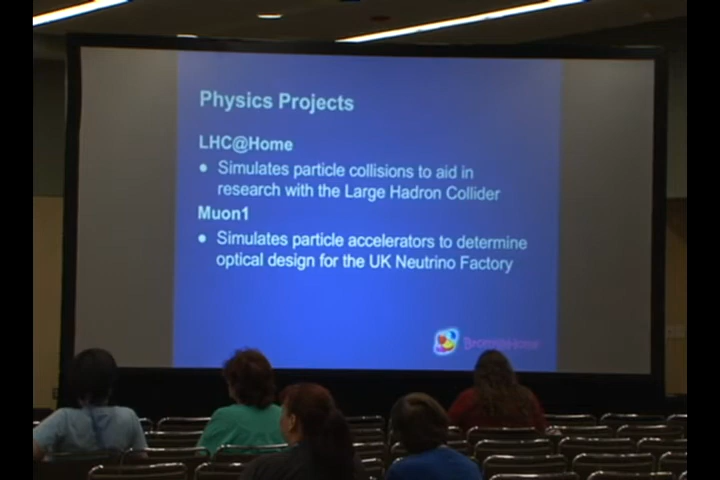 Physics Projects
LHC@Home
● Simulates particle collisions to aid in
research with the Large Hadron Collider
Muon1
● Simulates particle accelerators to determine
optical design for the UK Neutrino Factory